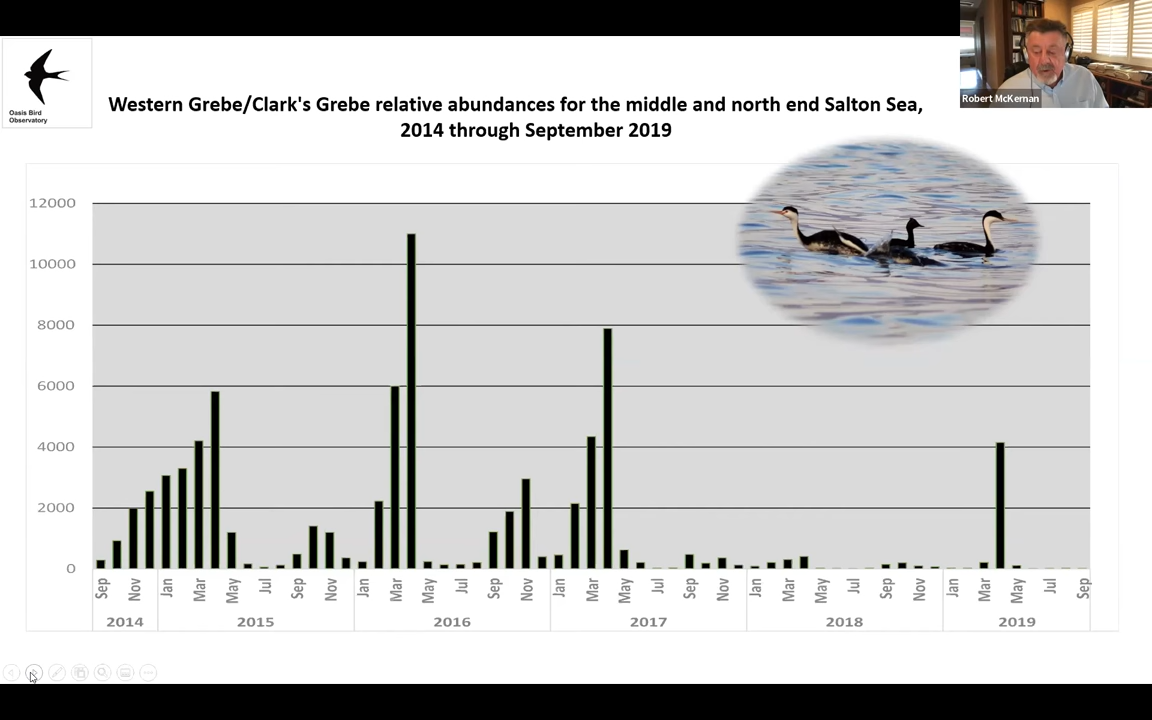 Oasis Bird
Observatory
Western Grebe/Clark's Grebe relative abundances for the middle and north end Salton Sea,
2014 through September 2019
Robert McKernan
12000
10000
8000
6000
4000
2000
0
Sep Nov Jan Mar May Jul Sep Nov Jan Mar May Jul Sep Nov Jan Mar May Jul Sep Nov Jan Mar May Jul Sep Nov Jan Mar May Jul Sep
2014 2015 2016 2017 2018 2019